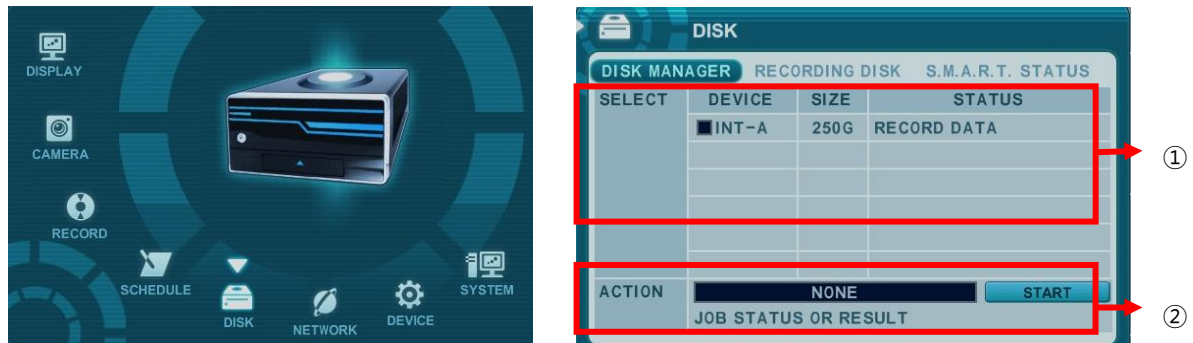 DISPLAY
CAMERA
RECORD
SCHEDULE
DISK
NETWORK
DEVICE
SYSTEM
DISK
DISK MANAGER RECORDING DISK S.M.A.R.T. STATUS
SELECT DEVICE SIZE STATUS
INT-A 250G RECORD DATA
①
ACTION NONE START
JOB STATUS OR RESULT
②